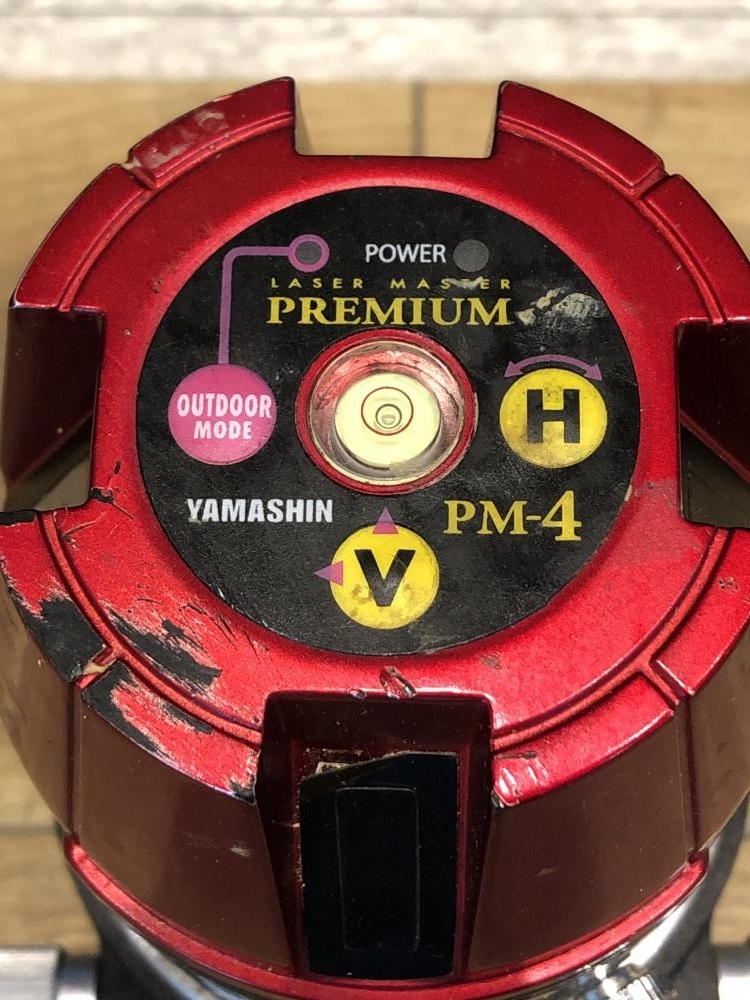 POWER
LASER MASTER
PREMIUM
OUTDOOR
MODE
H
YAMASHIN
PM-4
V